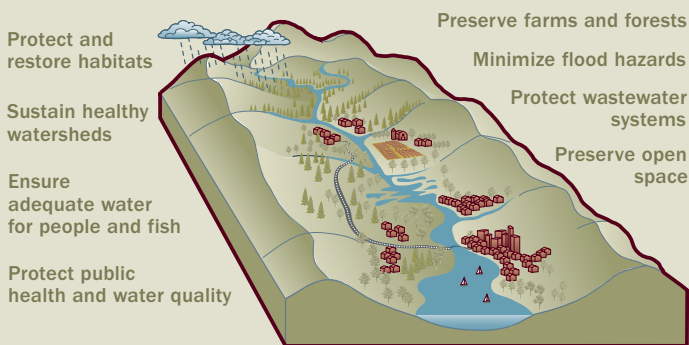 Protect and
restore habitats
Sustain healthy
watersheds
Ensure
adequate water
for people and fish
Protect public
health and water quality
Preserve farms and forests
Minimize flood hazards
Protect wastewater
systems
Preserve open
space